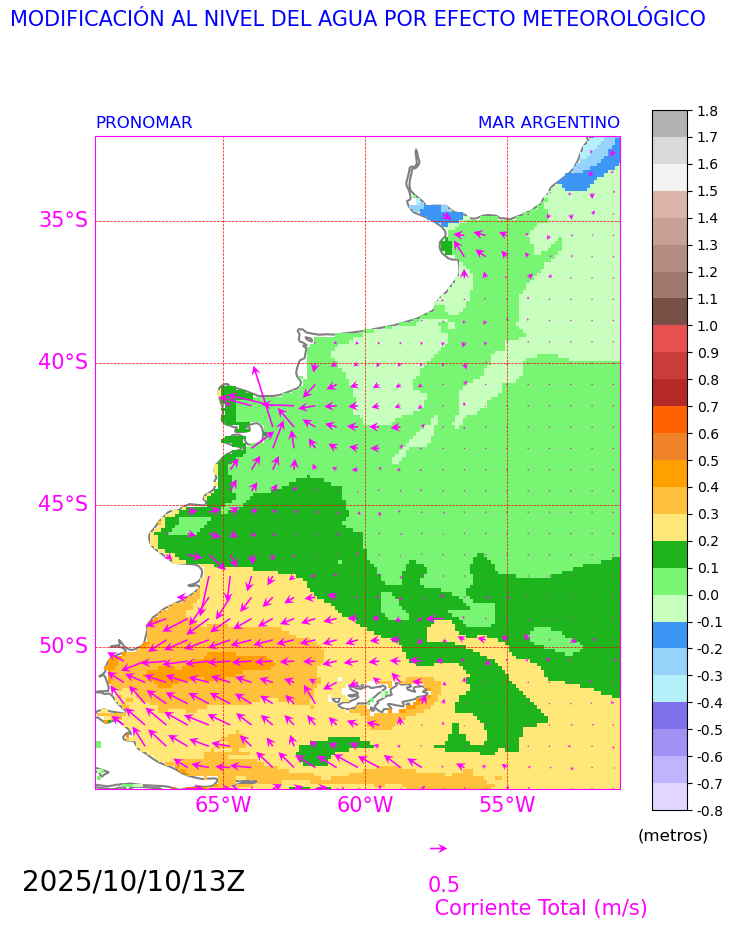 MODIFICACIÓN AL NIVEL DEL AGUA POR EFECTO METEOROLÓGICO
PRONOMAR
MAR ARGENTINO
35°S
40°S
45°S
50°S
65°W
60°W
55°W
1.8
1.7
1.6
1.5
1.4
1.3
1.2
1.1
1.0
0.9
0.8
0.7
0.6
0.5
0.4
0.3
0.2
0.1
0.0
-0.1
-0.2
-0.3
-0.4
-0.5
-0.6
-0.7
-0.8
(metros)
2025/10/10/13Z
0.5
Corriente Total (m/s)